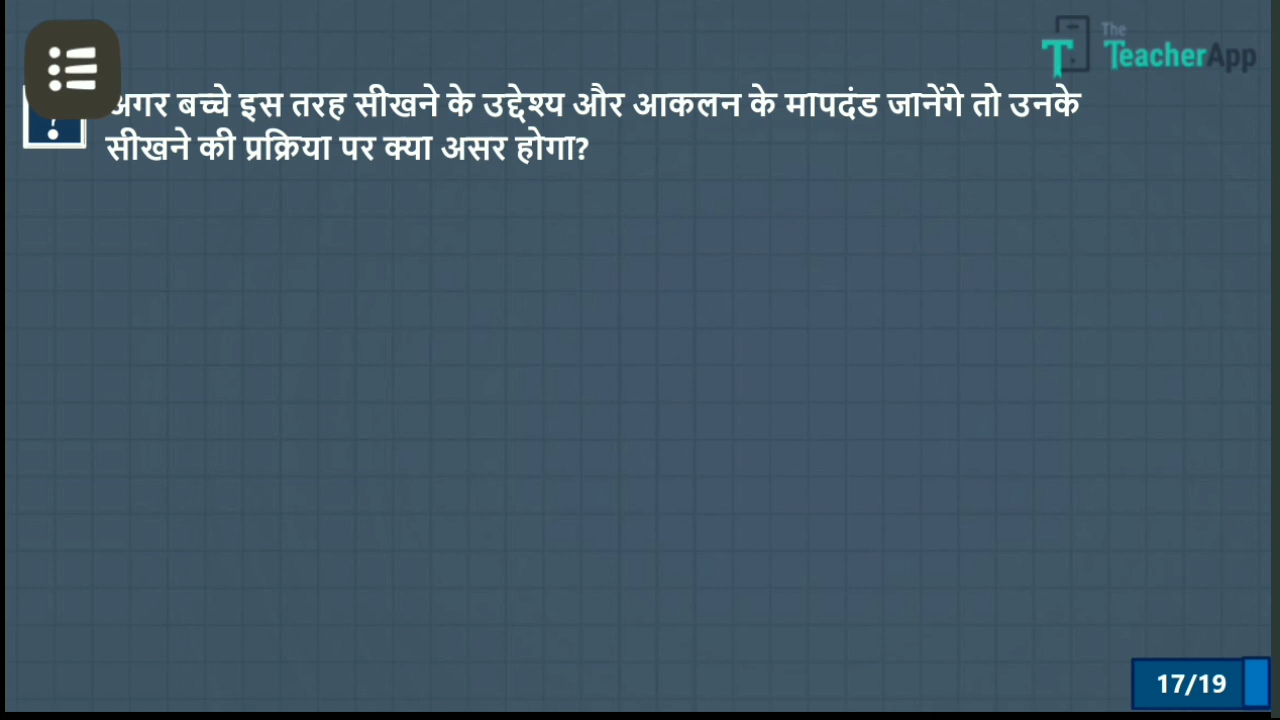 The
TeacherApp
अगर बच्चे इस तरह सीखने के उद्देश्य और आकलन के मापदंड जानेंगे तो उनके
सीखने की प्रक्रिया पर क्या असर होगा?
17/19